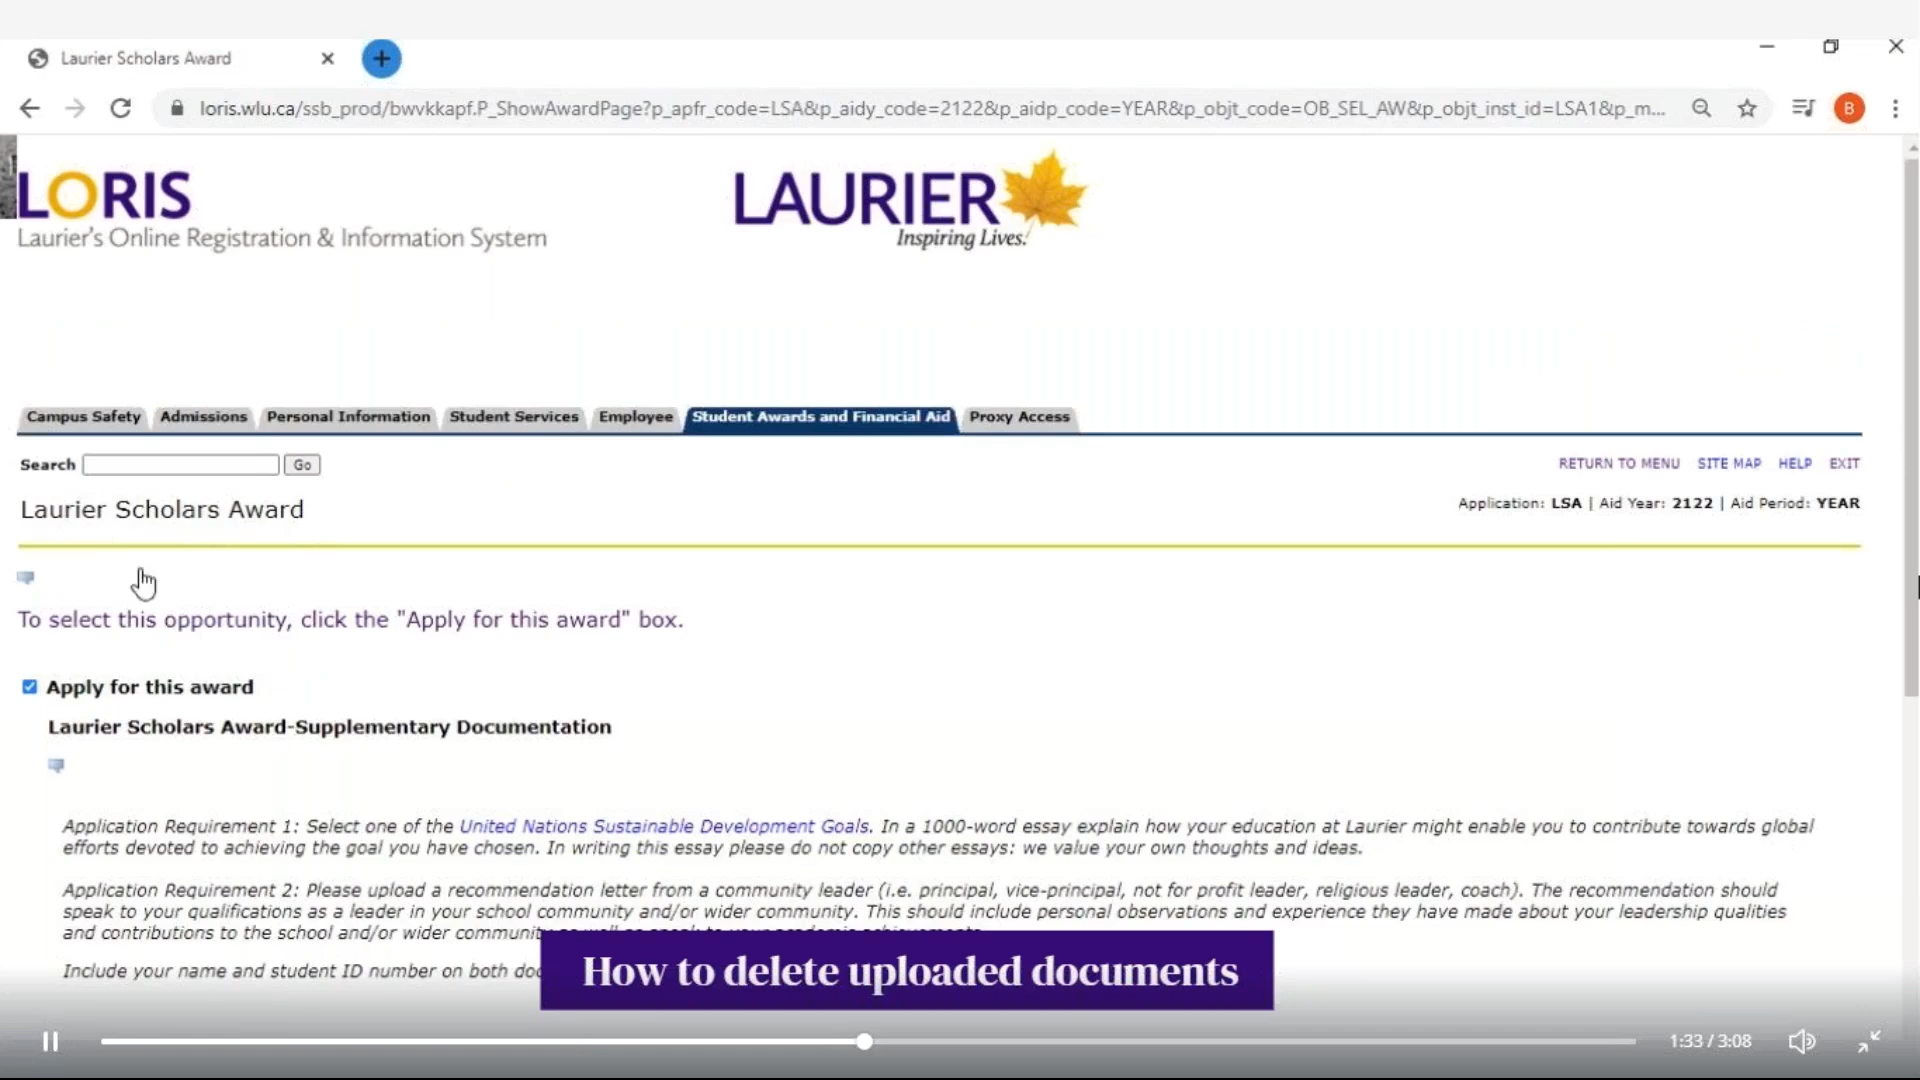 Laurier Scholars Award
loris.wlu.ca/ssb_prod/bwvkkapf.P_ShowAwardPage?p_apfr_code=LSA&p_aidy_code=2122&p_aidp_code=YEAR&p_objt_code=OB_SEL_AW&p_objt_inst_id=LSA1&p_m...
B
LORIS
Laurier's Online Registration & Information System
LAURIER
Inspiring Lives.
Campus Safety Admissions Personal Information Student Services Employee Student Awards and Financial Aid Proxy Access
Search Go
RETURN TO MENU SITE MAP HELP EXIT
Laurier Scholars Award
Application: LSA | Aid Year: 2122 | Aid Period: YEAR
To select this opportunity, click the "Apply for this award" box.
Apply for this award
Laurier Scholars Award-Supplementary Documentation
Application Requirement 1: Select one of the United Nations Sustainable Development Goals. In a 1000-word essay explain how your education at Laurier might enable you to contribute towards global
efforts devoted to achieving the goal you have chosen. In writing this essay please do not copy other essays: we value your own thoughts and ideas.
Application Requirement 2: Please upload a recommendation letter from a community leader (i.e. principal, vice-principal, not for profit leader, religious leader, coach). The recommendation should
speak to your qualifications as a leader in your school community and/or wider community. This should include personal observations and experience they have made about your leadership qualities
and contributions to the school and/or wider community
Include your name and student ID number on both
How to delete uploaded documents
1:33 / 3:08